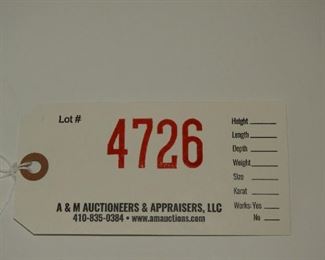 Lot #
4726
Height
Length
Depth
Weight
Size
Karat
Works: Yes
No
A & M AUCTIONEERS & APPRAISERS, LLC
410-835-0384 • www.amauctions.com